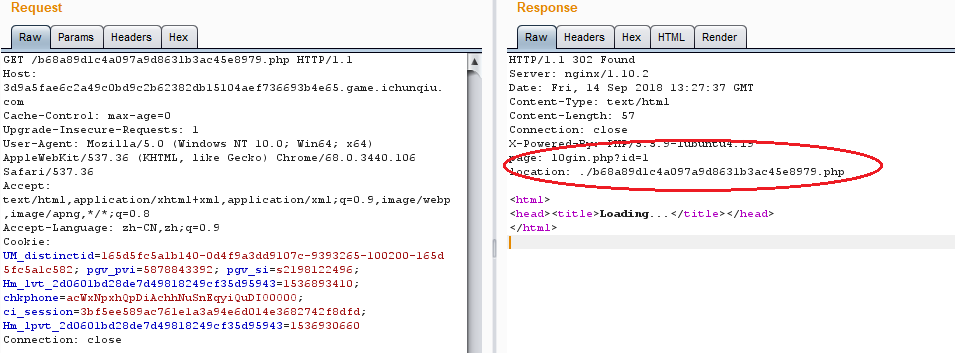 Request
Raw Params Headers Hex
GET /b68a89d1c4a097a9d8631b3ac45e8979.php HTTP/1.1
Host:
3d9a5fae6c2a49c0bd9c2b62382db15104aef736693b4e65.game.ichunqiu.
com
Cache-Control: max-age=0
Upgrade-Insecure-Requests: 1
User-Agent: Mozilla/5.0 (Windows NT 10.0; Win64; x64)
AppleWebKit/537.36 (KHTML, like Gecko) Chrome/68.0.3440.106
Safari/537.36
Accept:
text/html,application/xhtml+xml,application/xml;q=0.9,image/webp
,image/apng,*/*;q=0.8
Accept-Language: zh-CN,zh;q=0.9
Cookie:
UM_distinctid=165d5fc5a1b140-0d4f9a3dd9107c-9393265-100200-165d
5fc5a1c582; pgv_pvi=5878843392; pgv_si=s2198122496;
Hm_lvt_2d0601bd28de7d49818249cf35d95943=1536893410;
chkphone=acWxNpxhQpDiAchhNuSnEqyiQuDIO0000;
ci_session=3bf5ee589ac761e1a3a94e6d014e3682742f8dfd;
Hm_lpvt_2d0601bd28de7d49818249cf35d95943=1536930660
Connection: close
Response
Raw Headers Hex HTML Render
HTTP/1.1 302 Found
Server: nginx/1.10.2
Date: Fri, 14 Sep 2018 13:27:37 GMT
Content-Type: text/html
Content-Length: 57
Connection: close
X-Powered-By: PHP/5.5.9-1ubuntu4.19
page: l0gin.php?id=1
location: ./b68a89d1c4a097a9d8631b3ac45e8979.php
<html>
<head><title>Loading...</title></head>
</html>